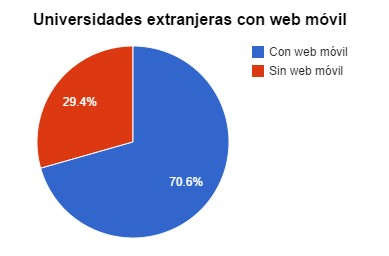 Universidades extranjeras con web móvil
Con web móvil
Sin web móvil
29.4%
70.6%